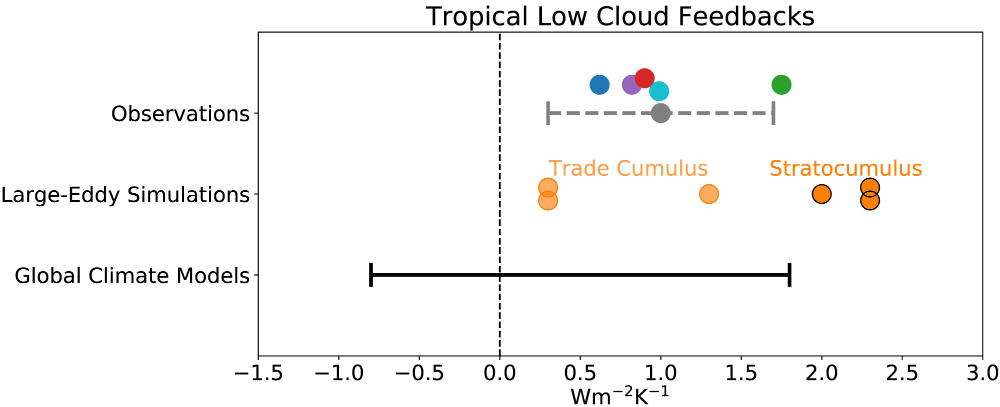 Tropical Low Cloud Feedbacks
Observations
Trade Cumulus Stratocumulus
Large-Eddy Simulations
Global Climate Models
−1.5 −1.0 −0.5 0.0 0.5 1.0 1.5 2.0 2.5 3.0
Wm⁻²K⁻¹